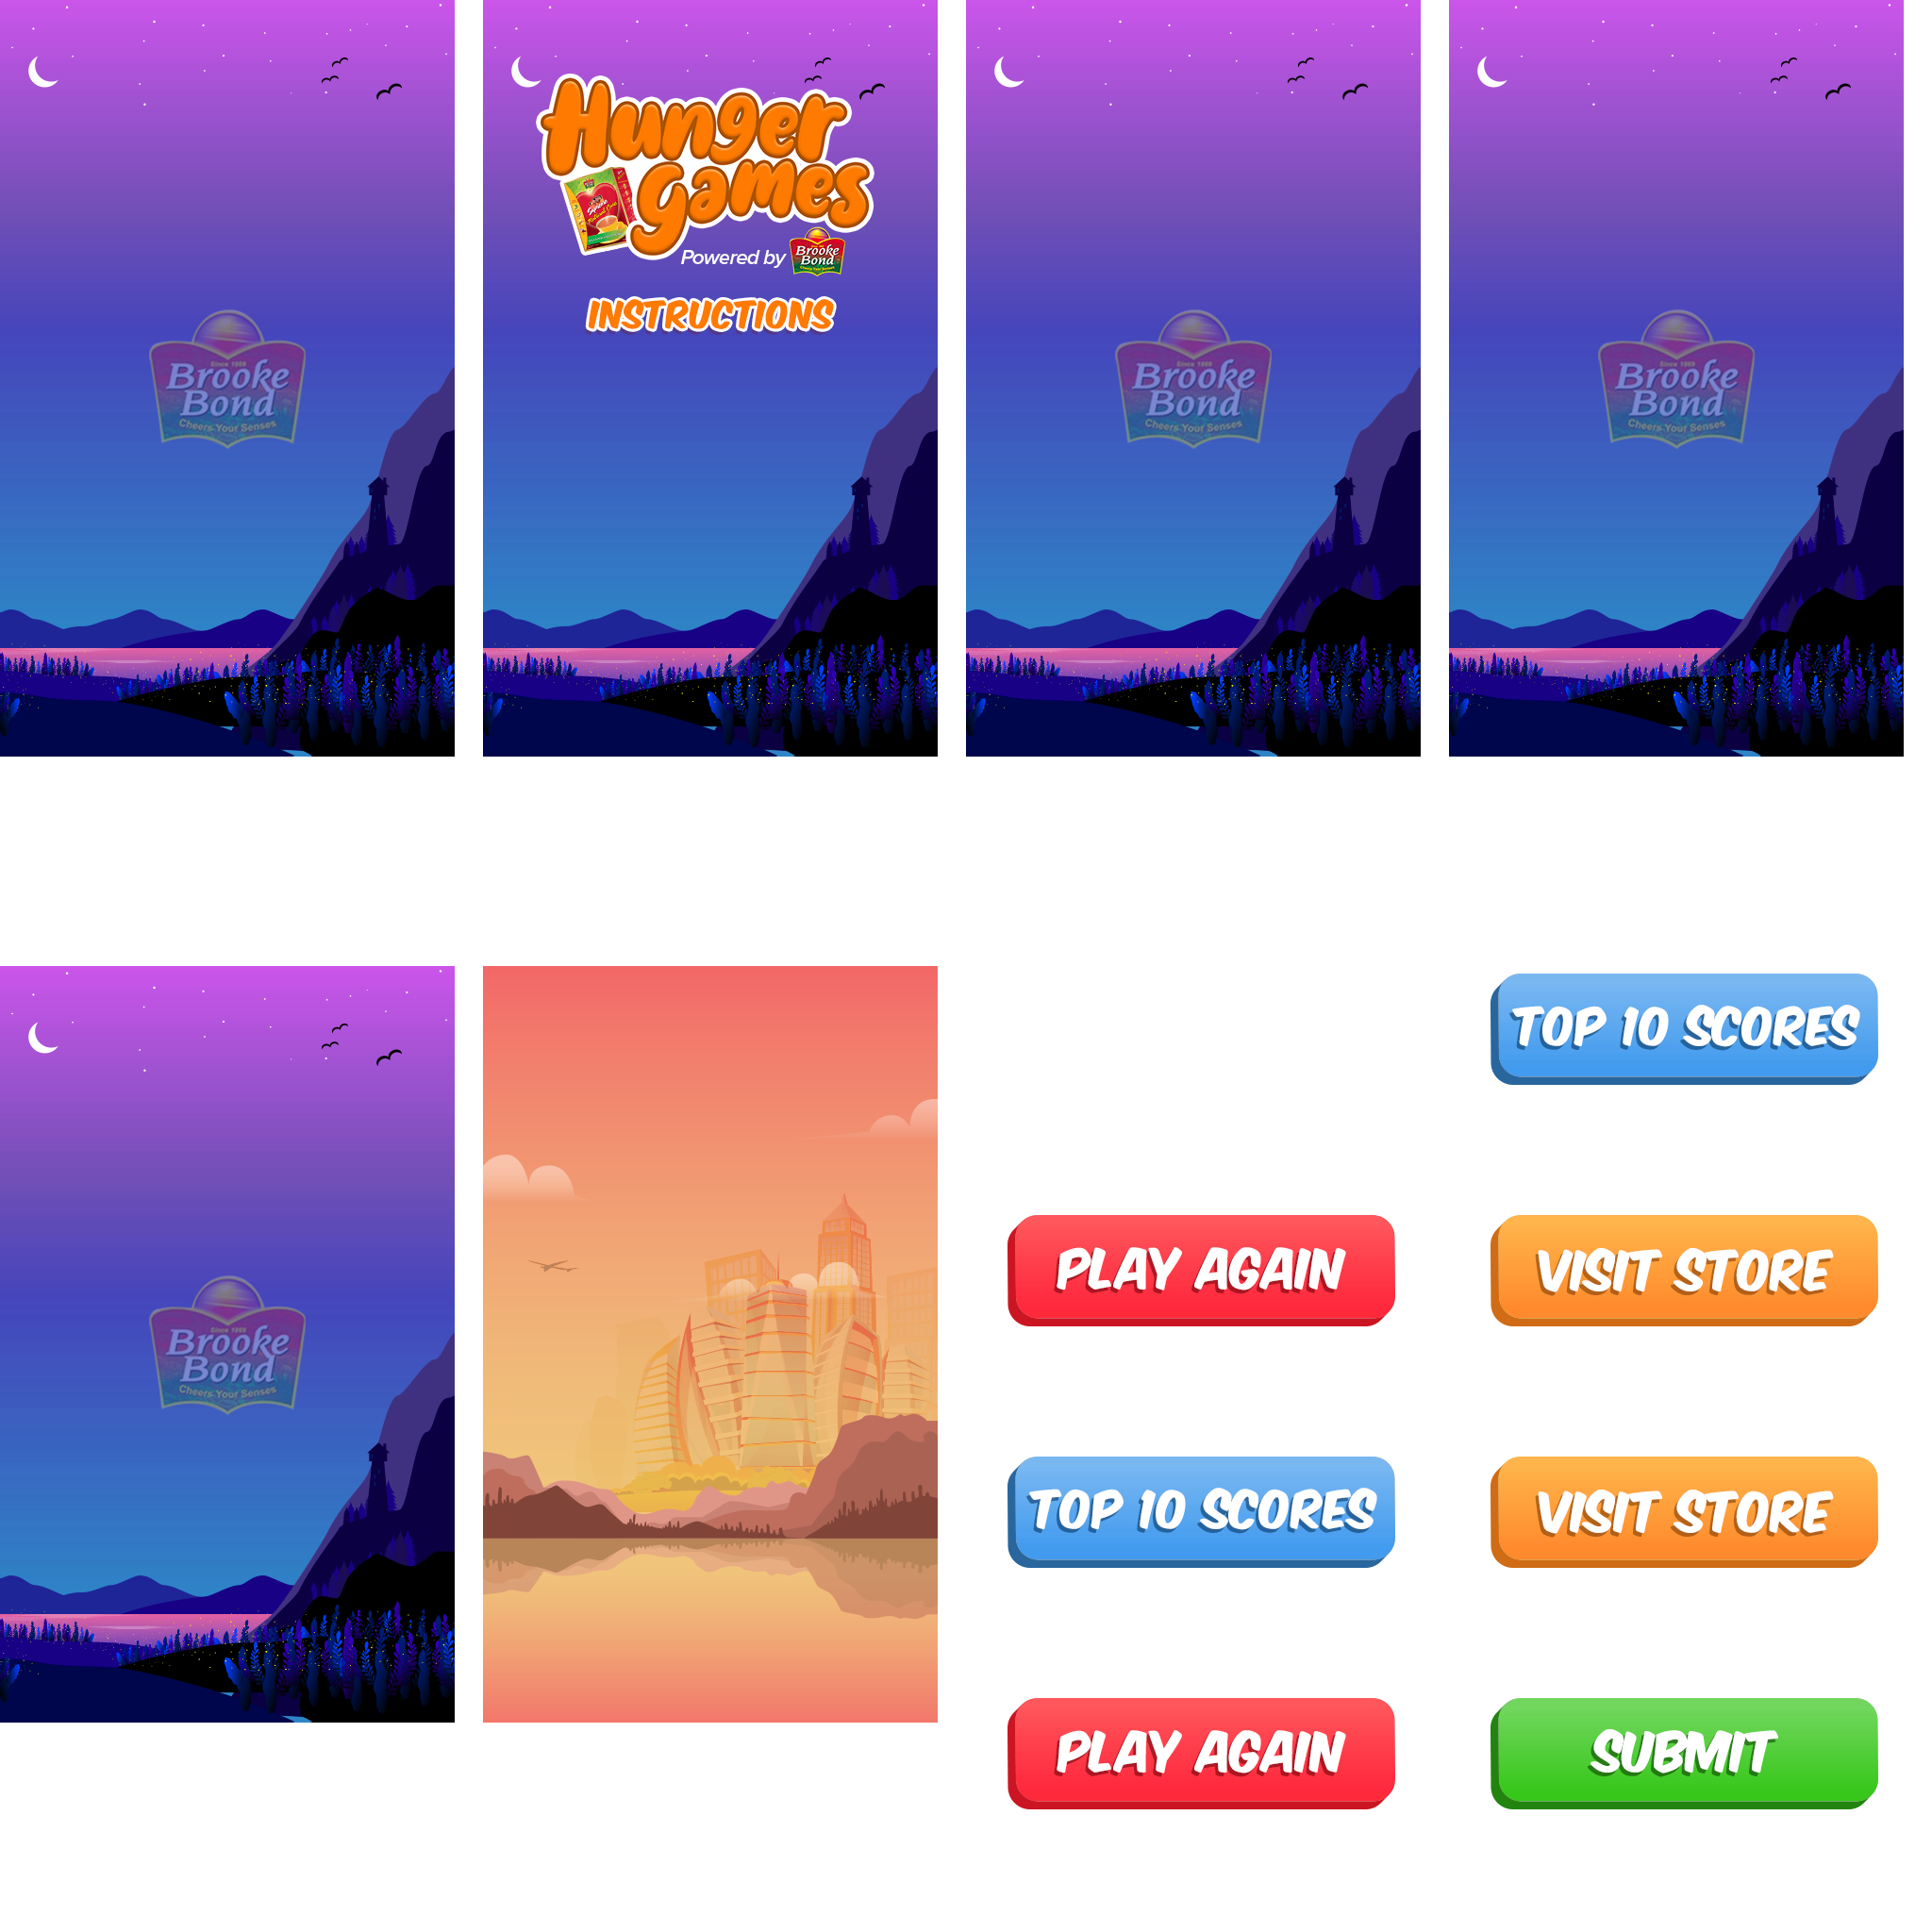 Hunger
Games
Powered by
Brooke
Bond
INSTRUCTIONS
Since 1869
Brooke
Bond
Cheers Your Senses
Since 1869
Brooke
Bond
Cheers Your Senses
Since 1869
Brooke
Bond
Cheers Your Senses
Since 1869
Brooke
Bond
Cheers Your Senses
TOP 10 SCORES
PLAY AGAIN
VISIT STORE
TOP 10 SCORES
VISIT STORE
PLAY AGAIN
SUBMIT